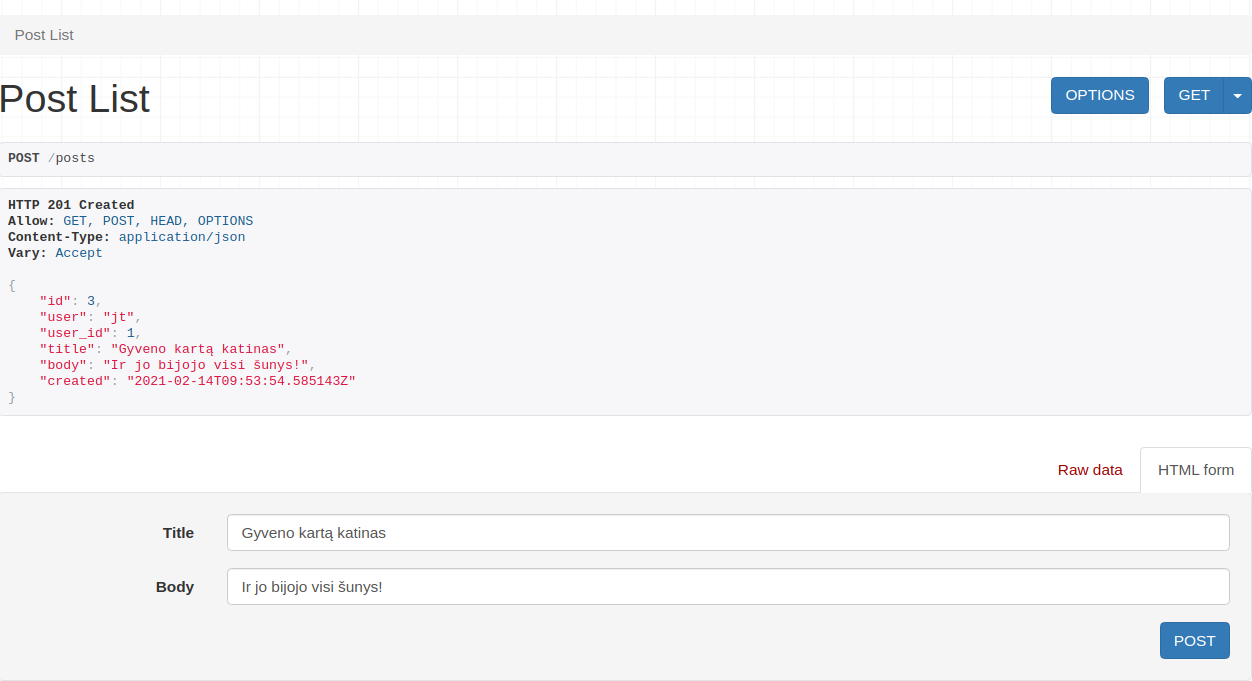 Post List
Post List
OPTIONS
GET
POST /posts
HTTP 201 Created
Allow: GET, POST, HEAD, OPTIONS
Content-Type: application/json
Vary: Accept
{
    "id": 3,
    "user": "jt",
    "user_id": 1,
    "title": "Gyveno kartą katinas",
    "body": "Ir jo bijojo visi šunys!",
    "created": "2021-02-14T09:53:54.585143Z"
}
Raw data
HTML form
Title
Gyveno kartą katinas
Body
Ir jo bijojo visi šunys!
POST